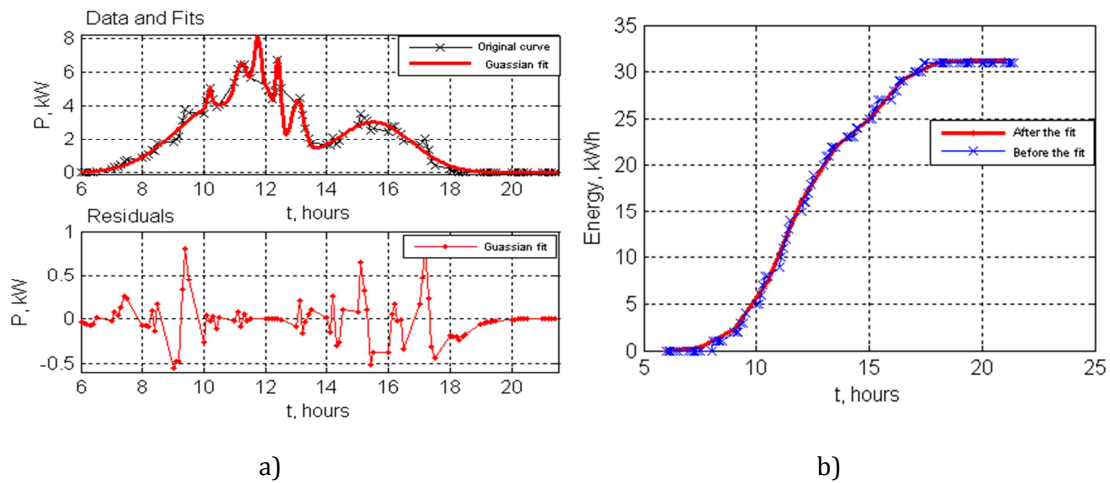 Data and Fits
P, kW
8
6
4
2
0
Original curve
Guassian fit
6 8 10 12 14 16 18 20
t, hours
Residuals
P, kW
1
0.5
0
-0.5
Guassian fit
6 8 10 12 14 16 18 20
t, hours
a)
Energy, kWh
35
30
25
20
15
10
5
0
After the fit
Before the fit
5 10 15 20 25
t, hours
b)